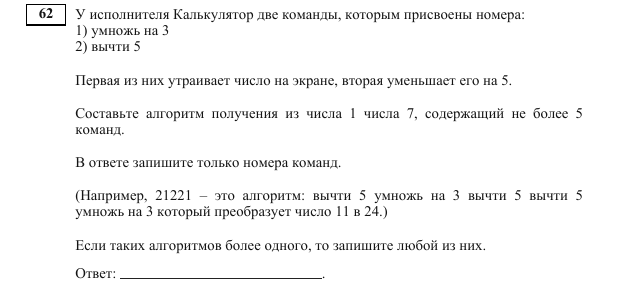 62
У исполнителя Калькулятор две команды, которым присвоены номера:
1) умножь на 3
2) вычти 5
Первая из них утраивает число на экране, вторая уменьшает его на 5.
Составьте алгоритм получения из числа 1 числа 7, содержащий не более 5
команд.
В ответе запишите только номера команд.
(Например, 21221 – это алгоритм: вычти 5 умножь на 3 вычти 5 вычти 5
умножь на 3 который преобразует число 11 в 24.)
Если таких алгоритмов более одного, то запишите любой из них.
Ответ: ______________________________.